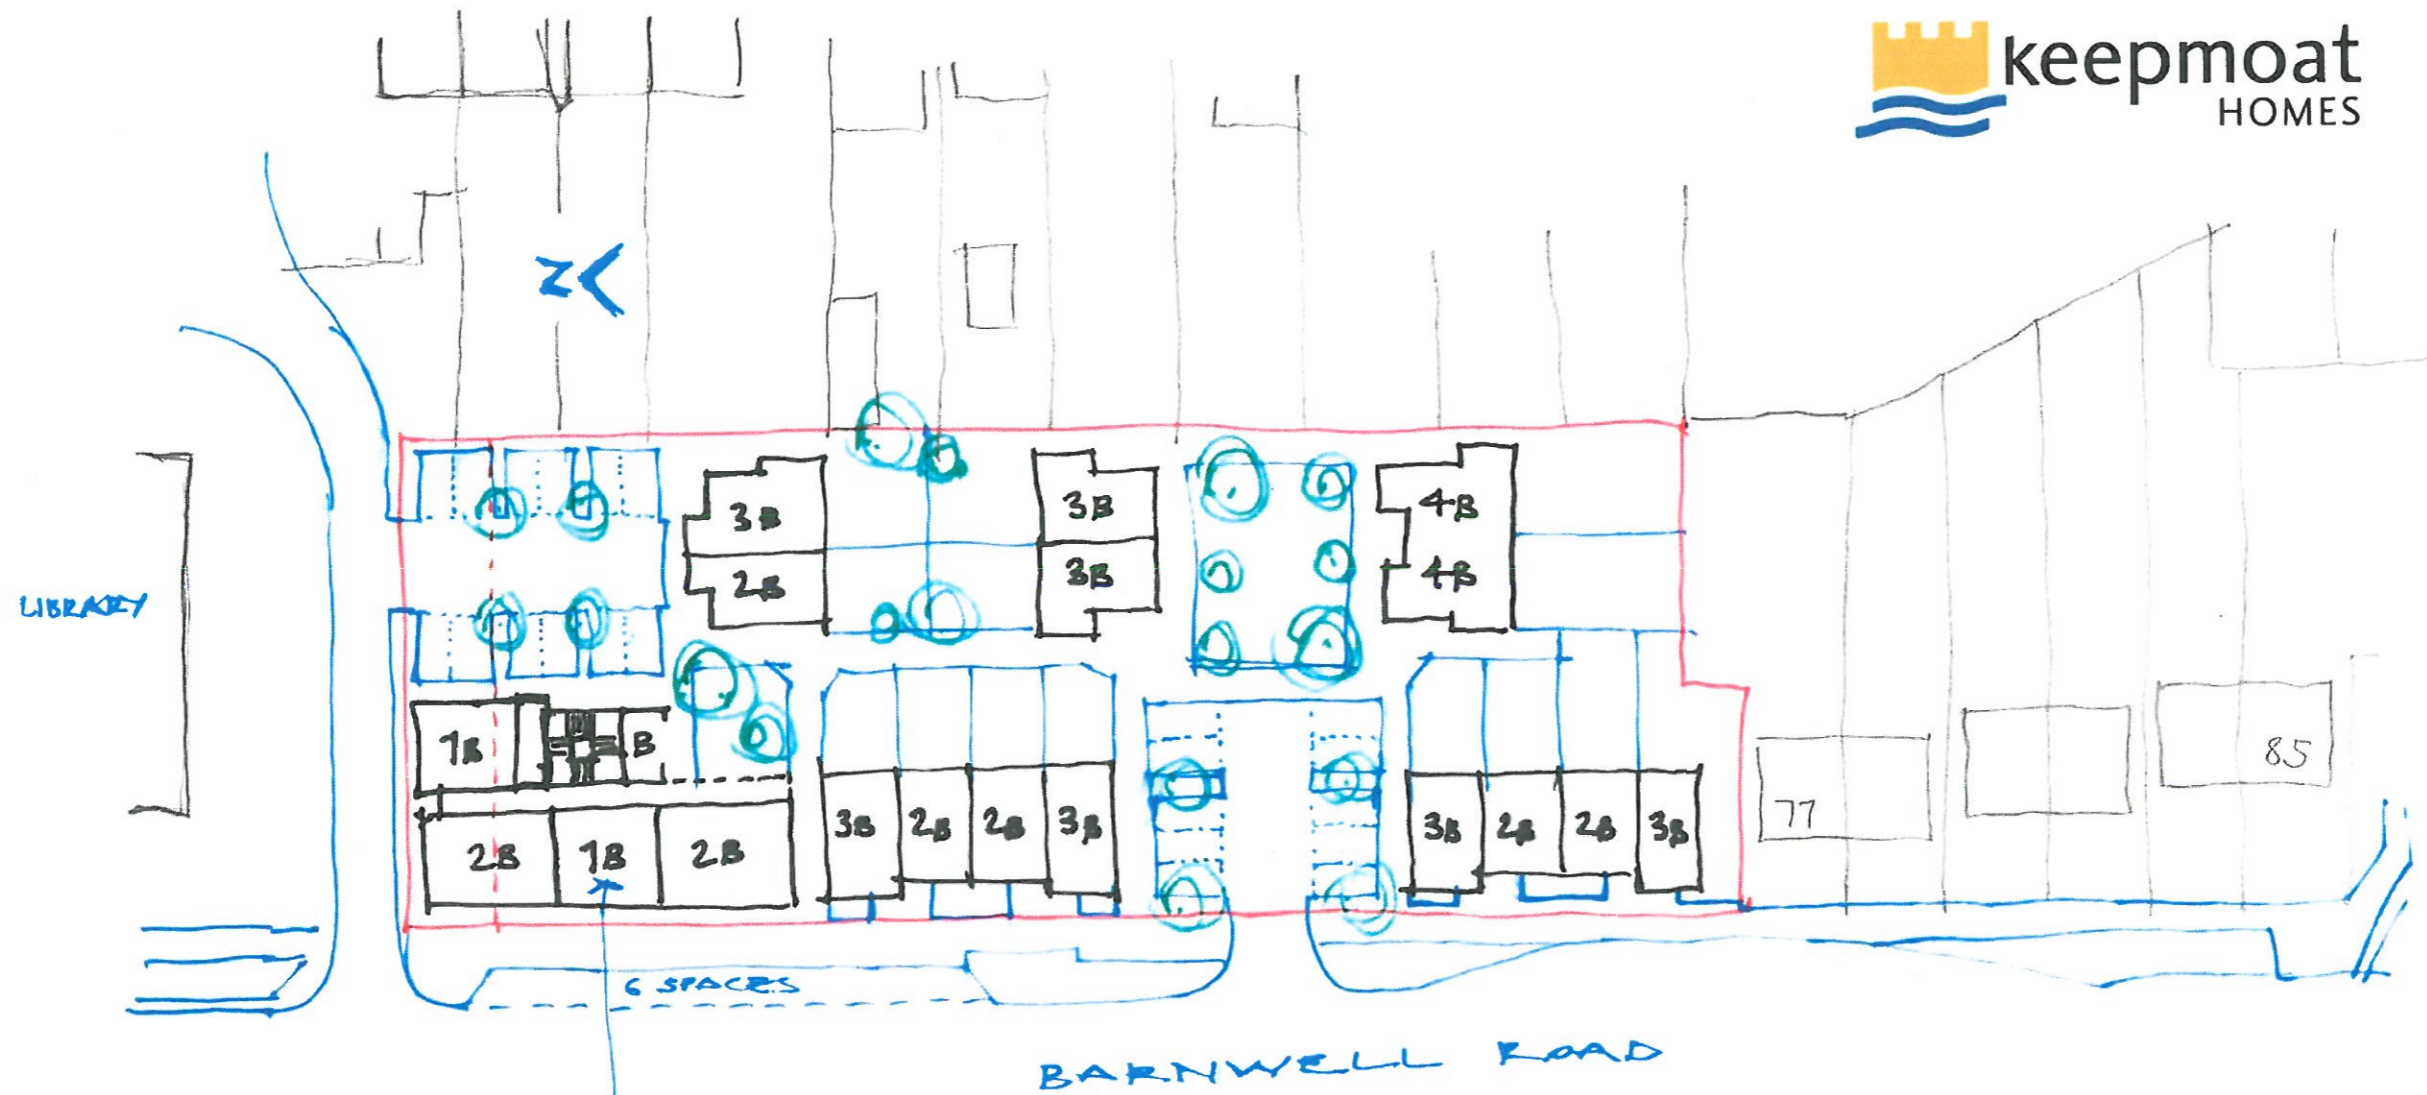 keepmoat
HOMES
N
LIBRARY
3B
3B
4B
2B
3B
4B
1B
B
2B
1B
2B
3B
2B
2B
3B
3B
2B
2B
3B
77
85
6 SPACES
BARNWELL ROAD